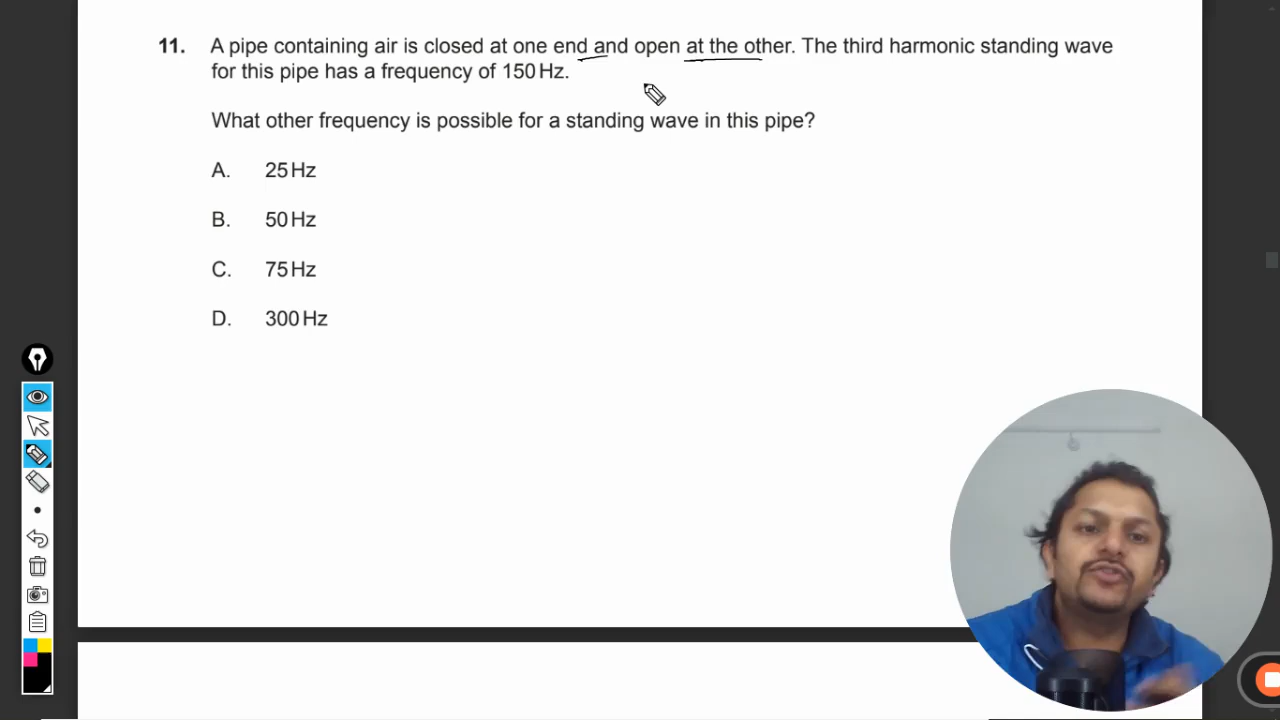 11. A pipe containing air is closed at one end and open at the other. The third harmonic standing wave
for this pipe has a frequency of 150 Hz.
What other frequency is possible for a standing wave in this pipe?
A. 25 Hz
B. 50 Hz
C. 75 Hz
D. 300 Hz